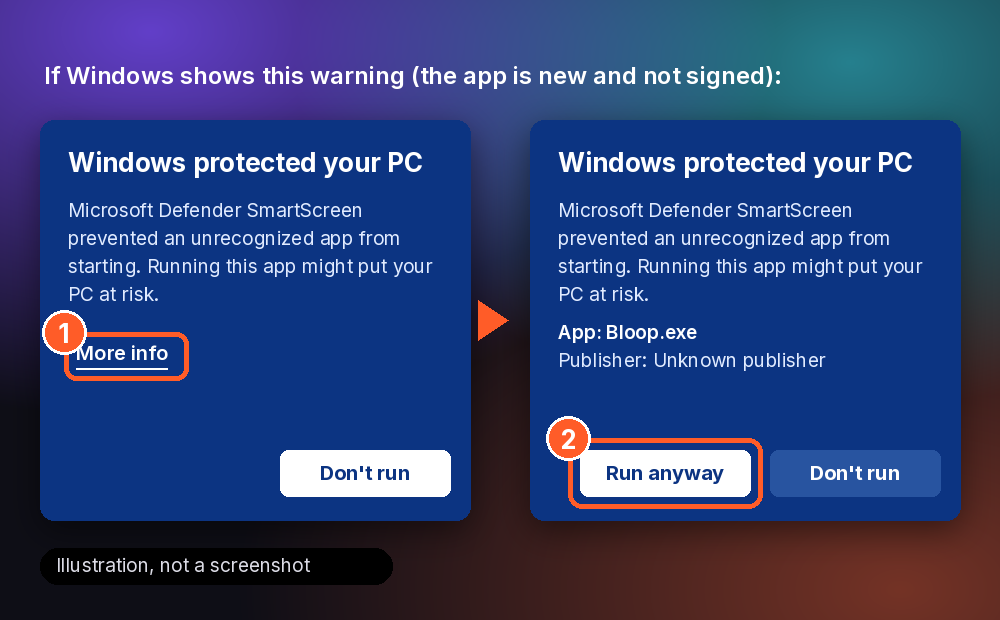 If Windows shows this warning (the app is new and not signed):
Windows protected your PC
Microsoft Defender SmartScreen
prevented an unrecognized app from
starting. Running this app might put your
PC at risk.
1
More info
Don't run
Windows protected your PC
Microsoft Defender SmartScreen
prevented an unrecognized app from
starting. Running this app might put your
PC at risk.
App: Bloop.exe
Publisher: Unknown publisher
2
Run anyway
Don't run
Illustration, not a screenshot